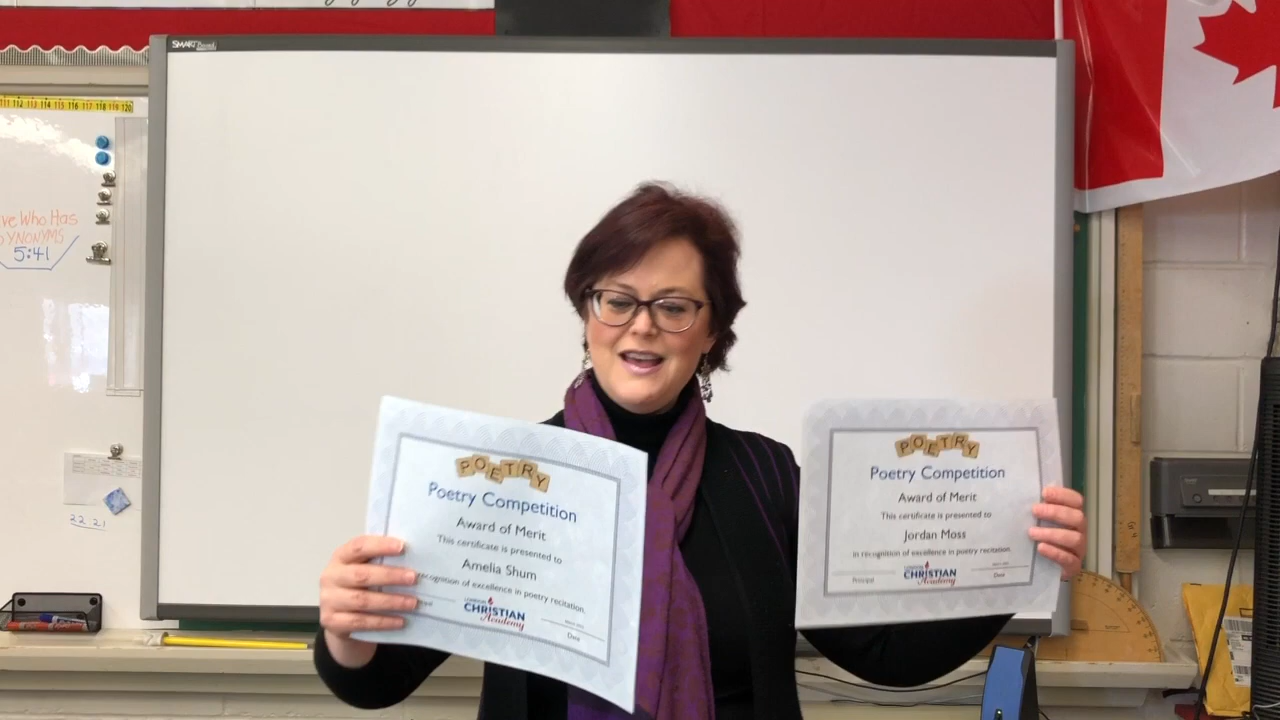 SMART Board
111 112 113 114 115 116 117 118 119 120
ve Who Has
YNONYMS
5:41
22 21
POETRY
Poetry Competition
Award of Merit
This certificate is presented to
Amelia Shum
recognition of excellence in poetry recitation.
CHRISTIAN
Academy
Date
POETRY
Poetry Competition
Award of Merit
This certificate is presented to
Jordan Moss
in recognition of excellence in poetry recitation.
Principal
LONDON
CHRISTIAN
Academy
Date